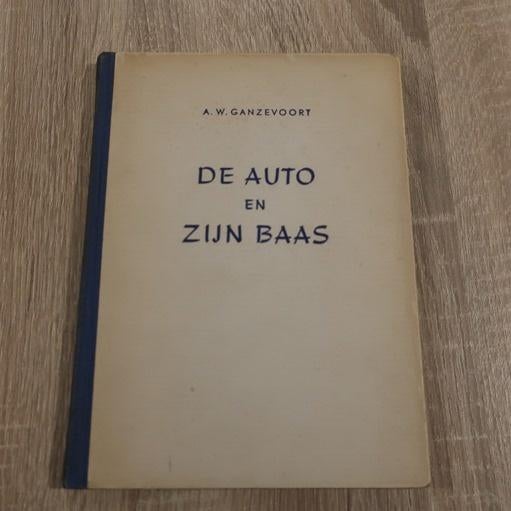 A. W. GANZEVOORT
DE AUTO
EN
ZIJN BAAS